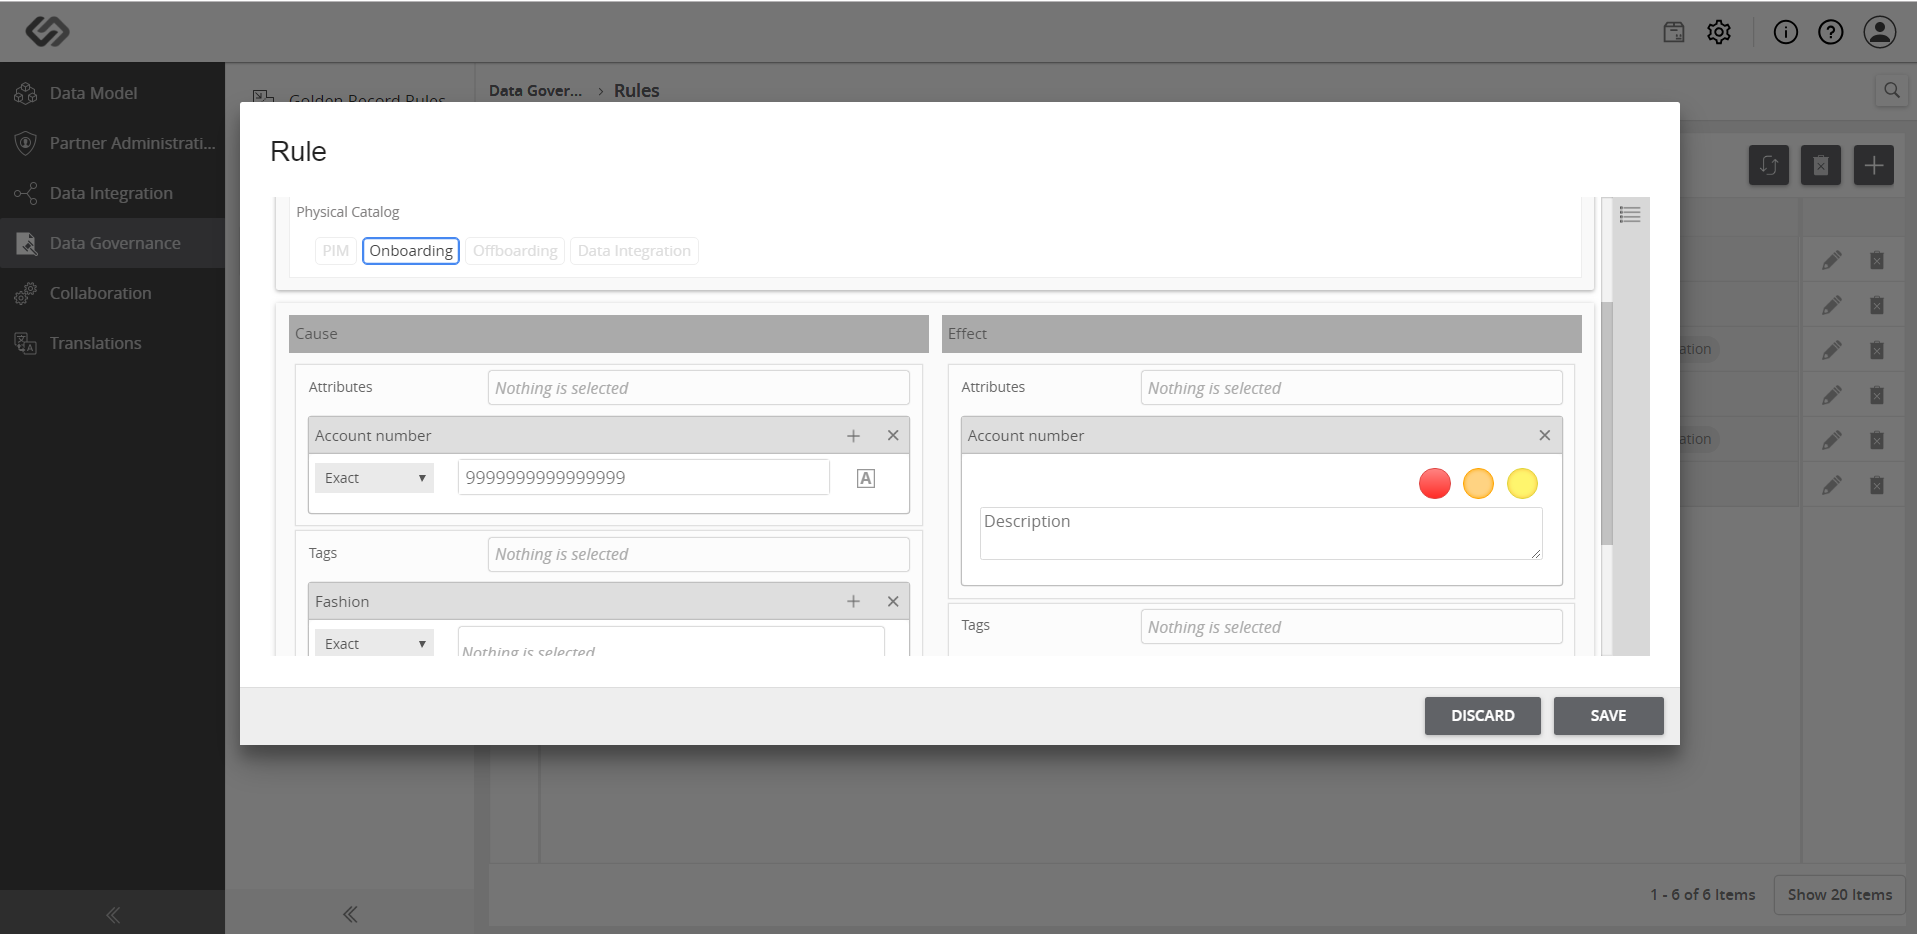 Data Model
Partner Administrati...
Data Integration
Data Governance
Collaboration
Translations
Golden Record Rules
Data Gover... › Rules
Rule
Physical Catalog
PIM Onboarding Offboarding Data Integration
Cause
Attributes Nothing is selected
Account number
Exact 9999999999999999 A
Tags Nothing is selected
Fashion
Exact Nothing is selected
Effect
Attributes Nothing is selected
Account number
Description
Tags Nothing is selected
ation
ation
DISCARD SAVE
1 - 6 of 6 Items Show 20 Items